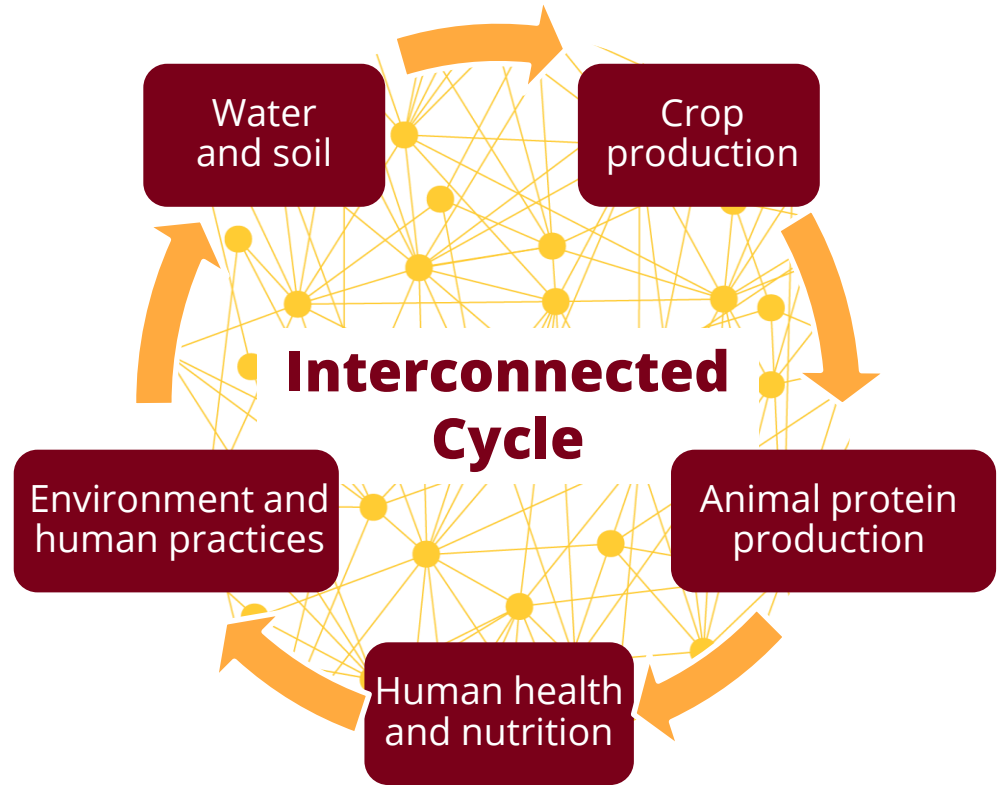 Water
and soil
Crop
production
Interconnected
Cycle
Environment and
human practices
Animal protein
production
Human health
and nutrition